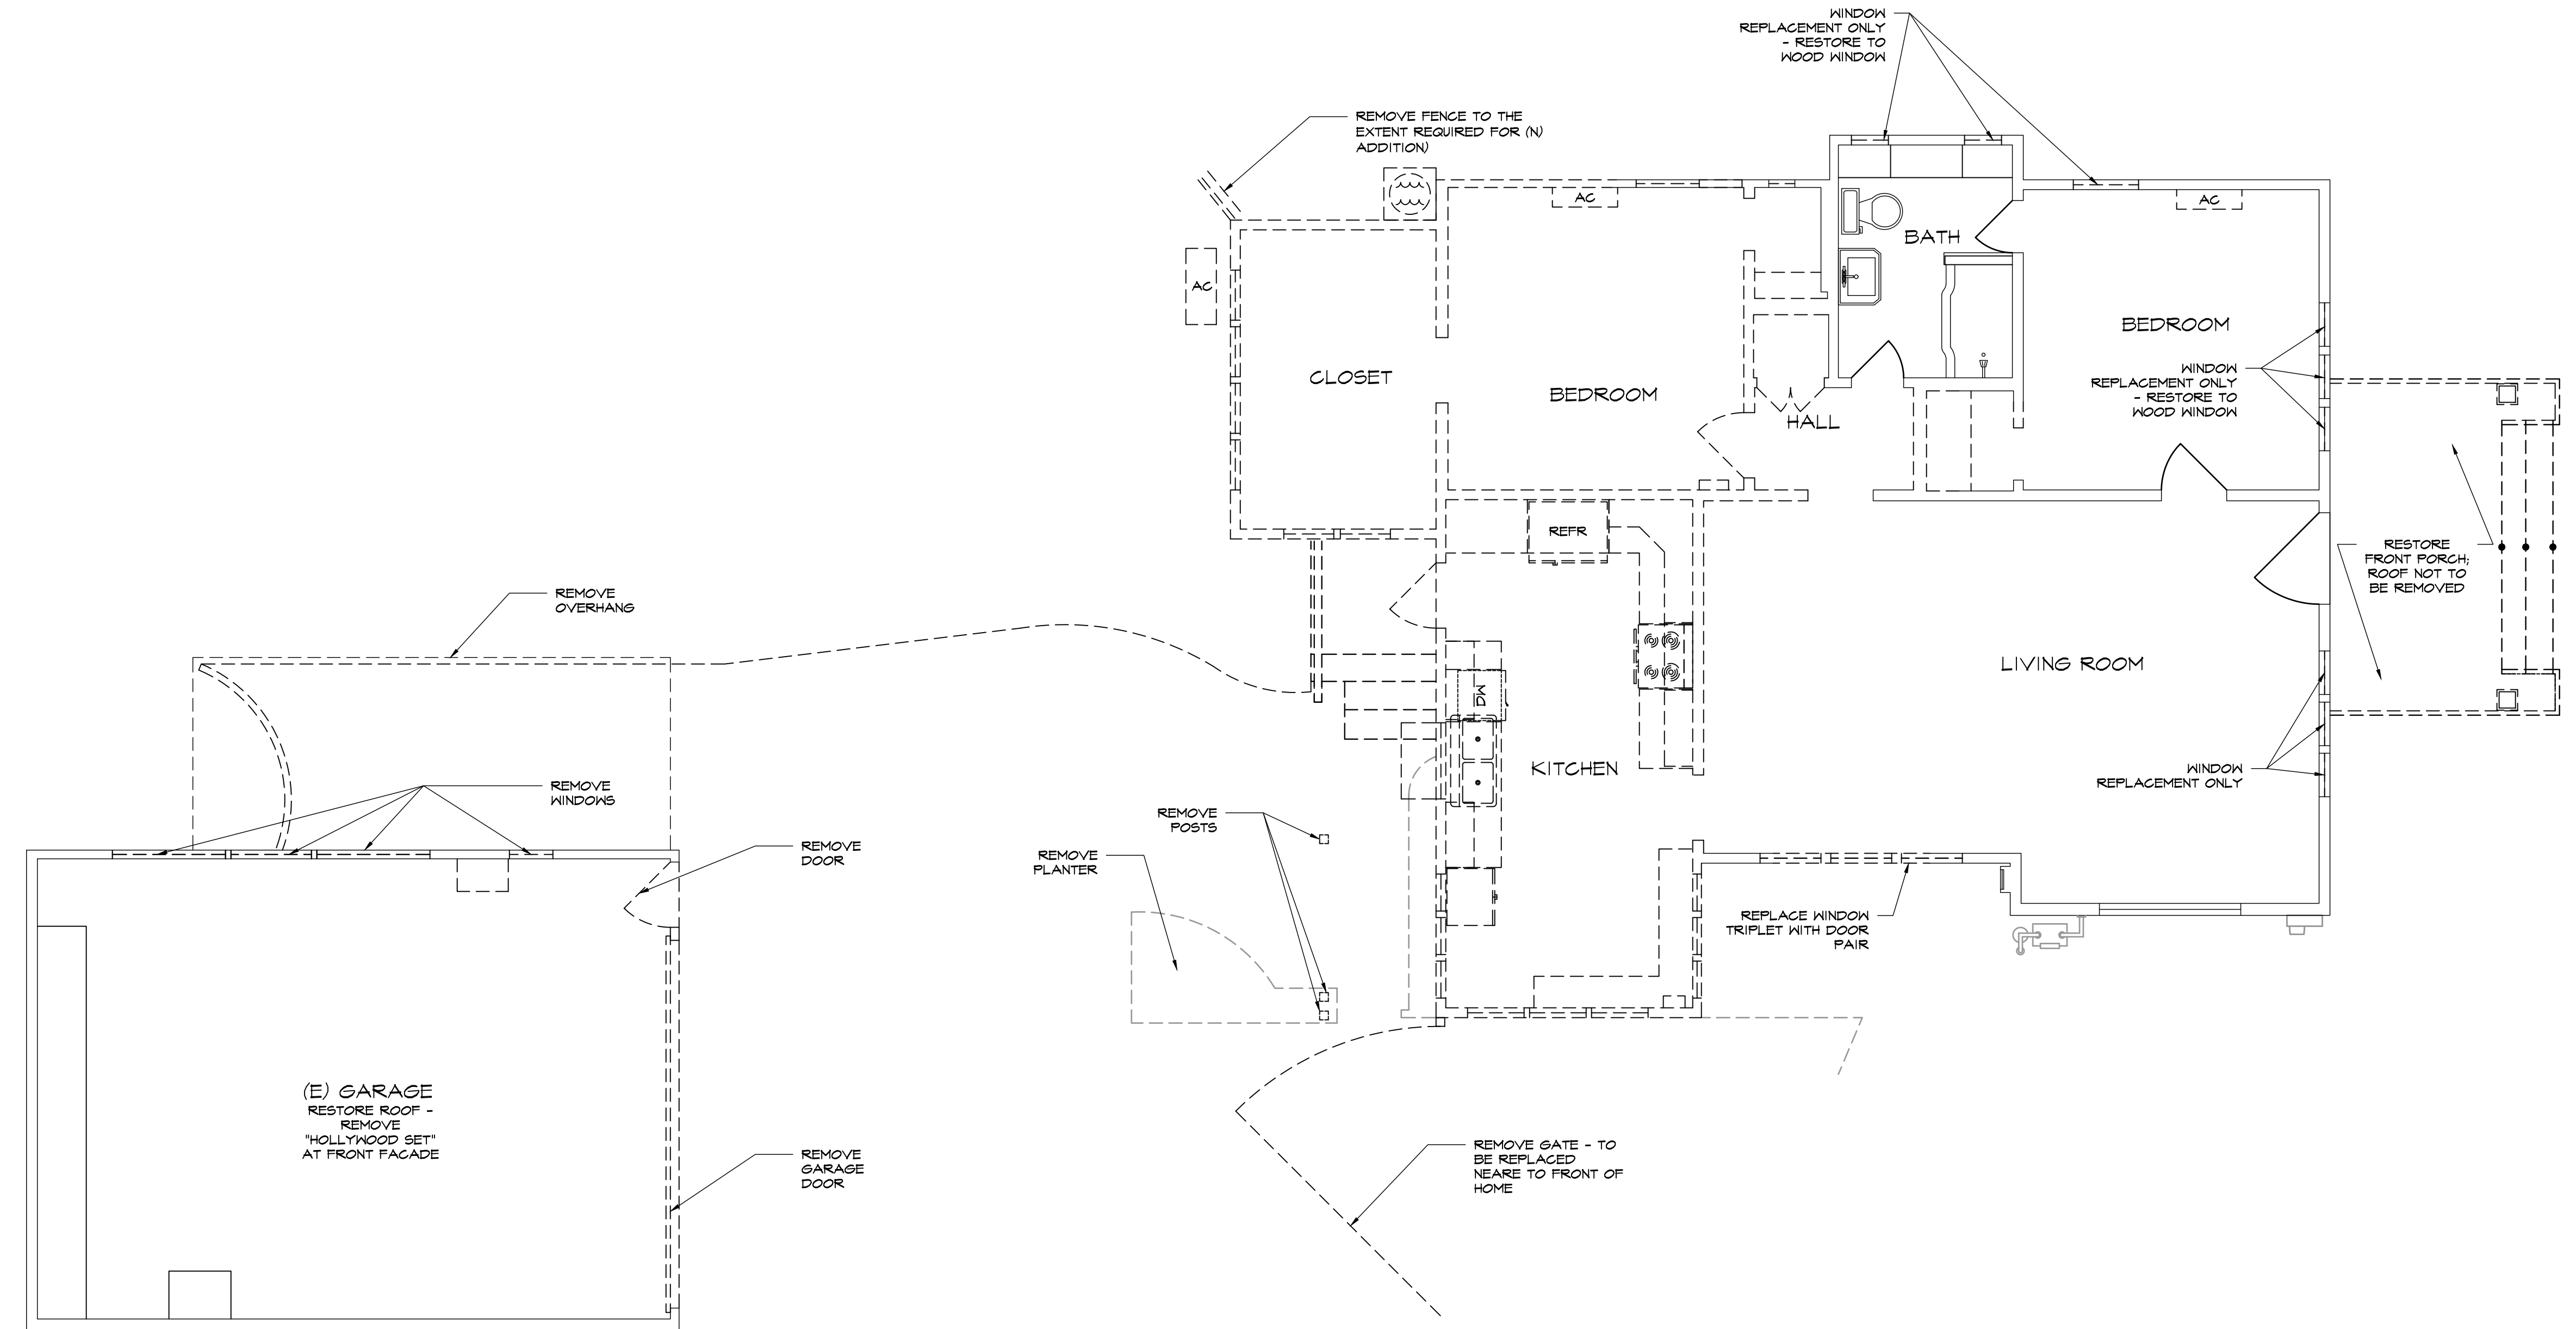 WINDOW
REPLACEMENT ONLY
- RESTORE TO
WOOD WINDOW
REMOVE FENCE TO THE
EXTENT REQUIRED FOR (N)
ADDITION)
AC
AC
BATH
AC
BEDROOM
CLOSET
BEDROOM
WINDOW
REPLACEMENT ONLY
- RESTORE TO
WOOD WINDOW
HALL
REFR
RESTORE
FRONT PORCH;
ROOF NOT TO
BE REMOVED
REMOVE
OVERHANG
LIVING ROOM
DW
KITCHEN
WINDOW
REPLACEMENT ONLY
REMOVE
WINDOWS
REMOVE
POSTS
REMOVE
DOOR
REMOVE
PLANTER
REPLACE WINDOW
TRIPLET WITH DOOR
PAIR
(E) GARAGE
RESTORE ROOF -
REMOVE
"HOLLYWOOD SET"
AT FRONT FACADE
REMOVE
GARAGE
DOOR
REMOVE GATE - TO
BE REPLACED
NEARE TO FRONT OF
HOME